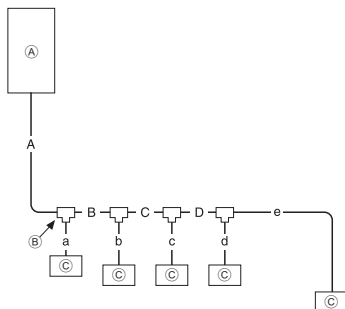 Ⓐ
A
B C D e
Ⓑ a b c d
Ⓒ Ⓒ Ⓒ Ⓒ
Ⓒ